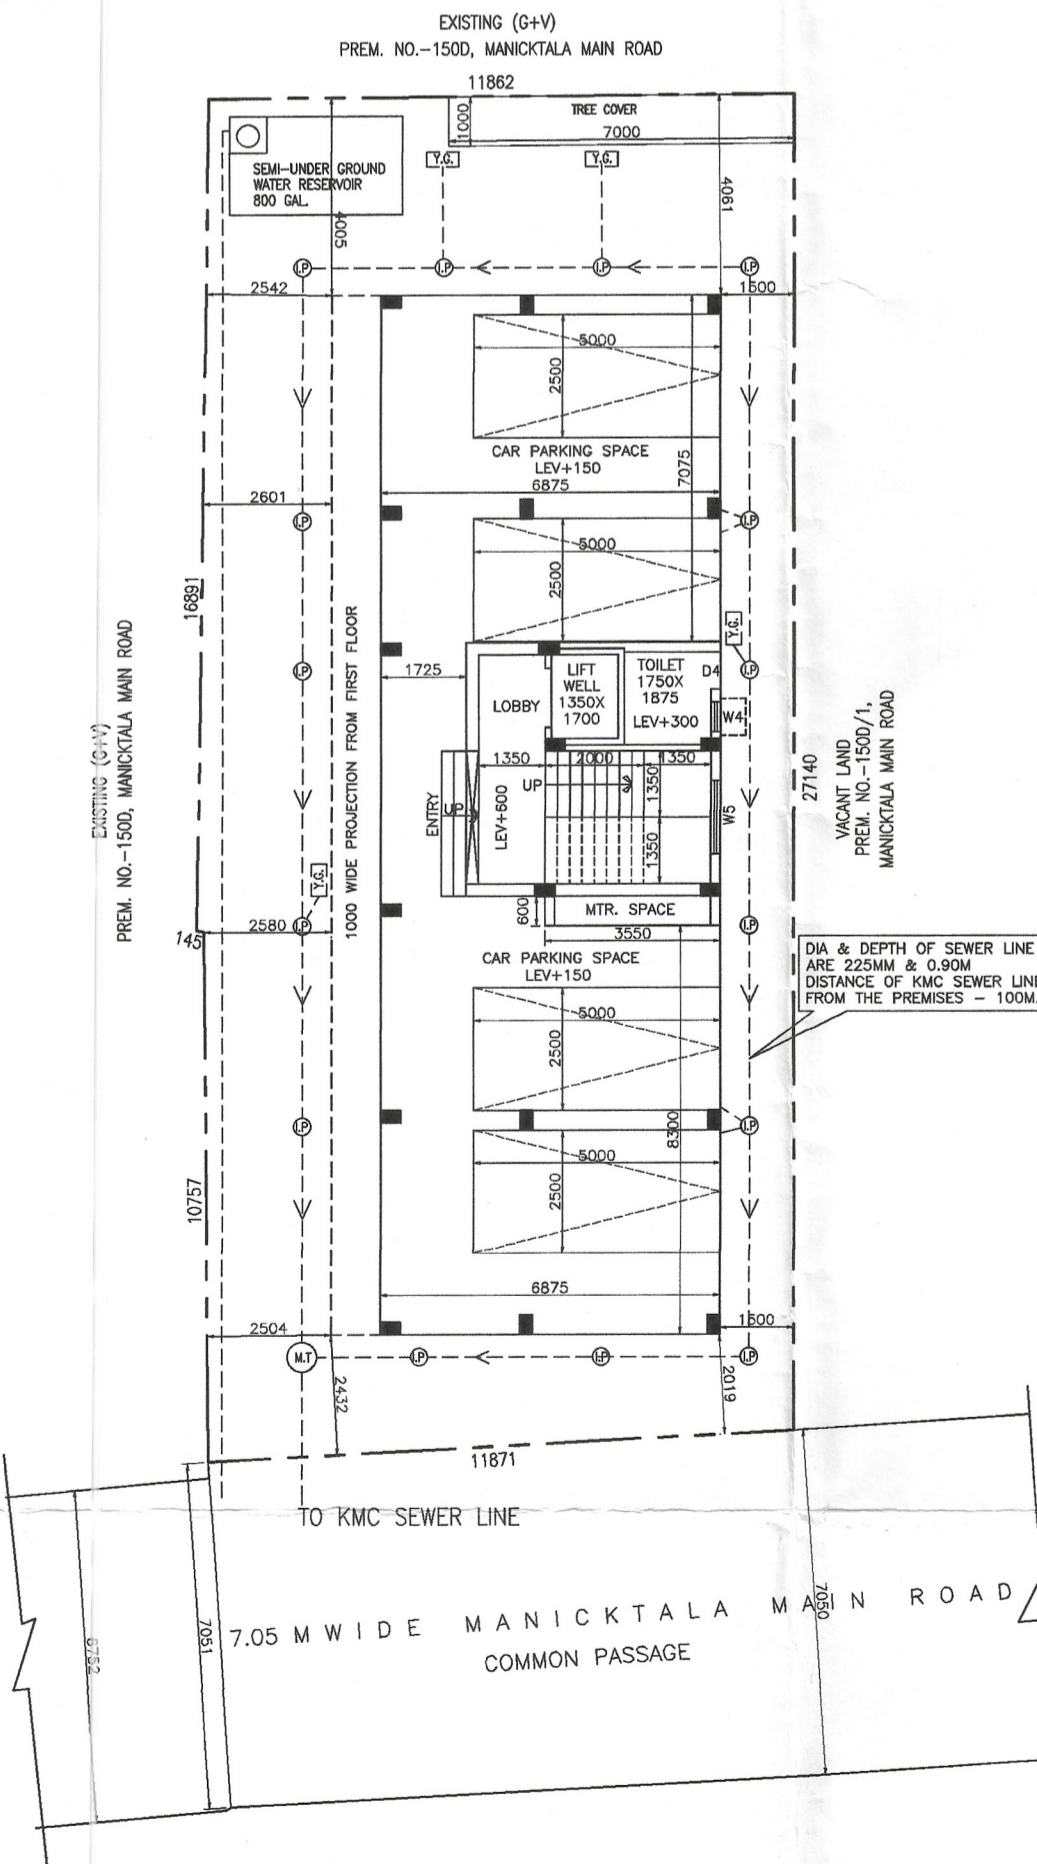 EXISTING (G+V)
PREM. NO.-150D, MANICKTALA MAIN ROAD
11862
TREE COVER
1000
7000
Y.G.
Y.G.
SEMI-UNDER GROUND
WATER RESERVOIR
800 GAL.
4005
4061
I.P
I.P
I.P
I.P
2542
1500
5000
2500
CAR PARKING SPACE
LEV+150
7075
6875
2601
I.P
I.P
5000
2500
16891
EXISTING (G+V)
PREM. NO.-150D, MANICKTALA MAIN ROAD
1000 WIDE PROJECTION FROM FIRST FLOOR
Y.G.
I.P
I.P
1725
LOBBY
LIFT
WELL
1350X
1700
TOILET
1750X
1875
LEV+300
D4
W4
1350
2000
1350
UP
1350
1350
W5
ENTRY
UP
LEV+600
27140
VACANT LAND
PREM. NO.-150D/1,
MANICKTALA MAIN ROAD
Y.G.
145
2580
I.P
I.P
600
MTR. SPACE
3550
CAR PARKING SPACE
LEV+150
DIA & DEPTH OF SEWER LINE
ARE 225MM & 0.90M
DISTANCE OF KMC SEWER LINE
FROM THE PREMISES - 100M.
5000
2500
8300
I.P
I.P
5000
2500
10757
6875
2504
1500
M.T
I.P
I.P
I.P
2432
2019
11871
TO KMC SEWER LINE
7.05 M WIDE MANICKTALA MAIN ROAD
COMMON PASSAGE
7051
7050